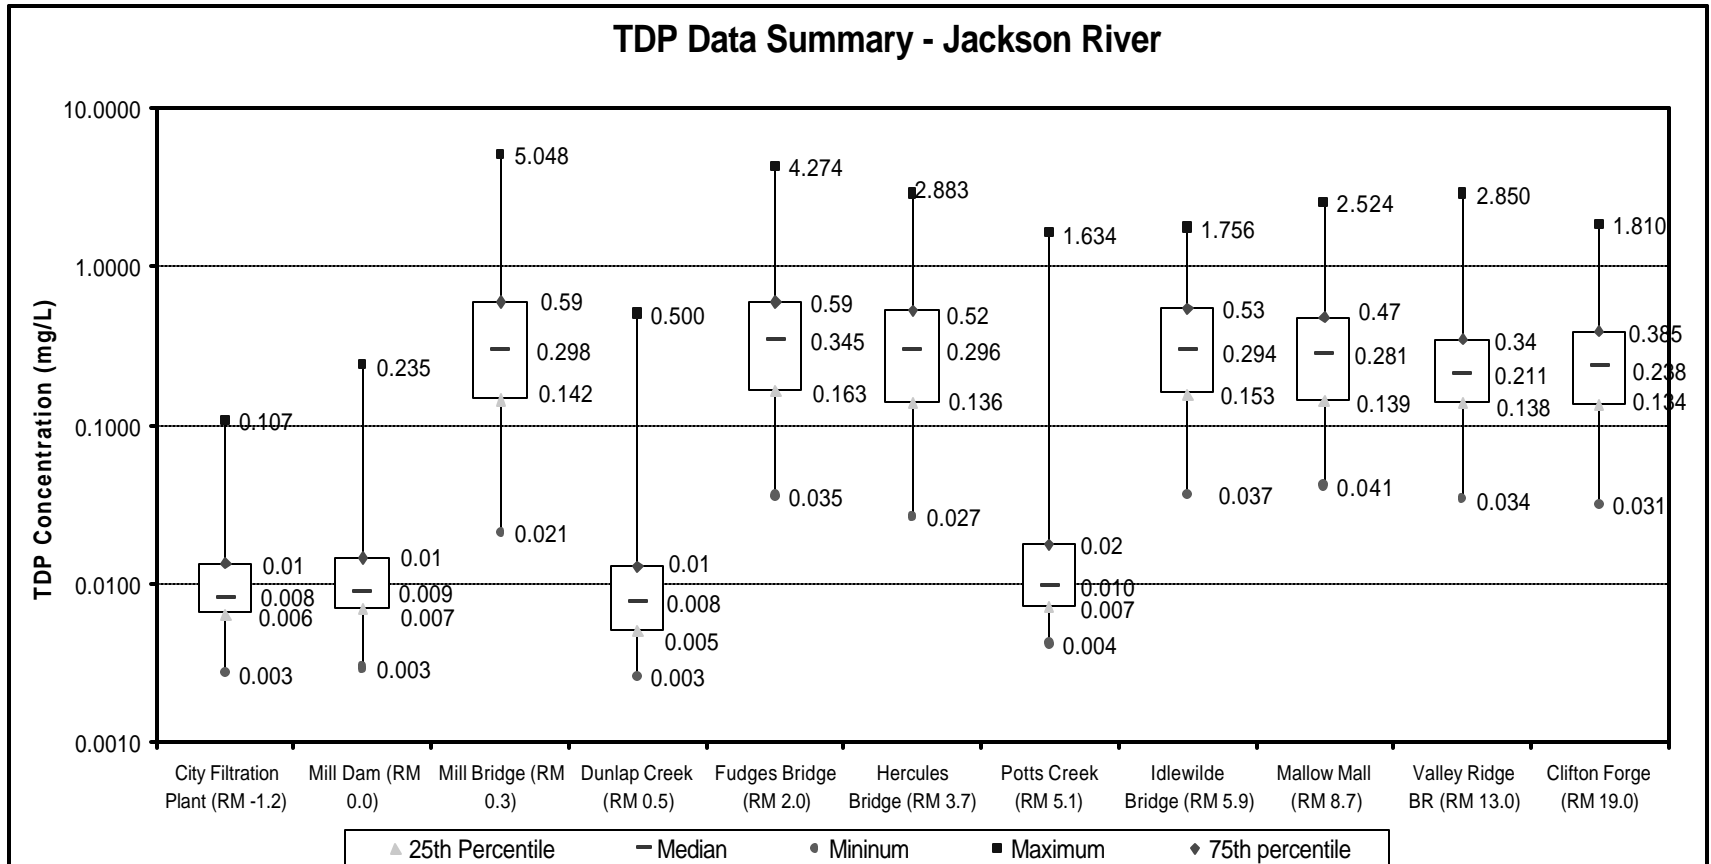 TDP Data Summary - Jackson River
TDP Concentration (mg/L)
10.0000
1.0000
0.1000
0.0100
0.0010
0.107
0.01
0.008
0.006
0.003
0.235
0.01
0.009
0.007
0.003
5.048
0.59
0.298
0.142
0.021
0.500
0.01
0.008
0.005
0.003
4.274
0.59
0.345
0.163
0.035
2.883
0.52
0.296
0.136
0.027
1.634
0.02
0.010
0.007
0.004
1.756
0.53
0.294
0.153
0.037
2.524
0.47
0.281
0.139
0.041
2.850
0.34
0.211
0.138
0.034
1.810
0.385
0.238
0.134
0.031
City Filtration
Plant (RM -1.2)
Mill Dam (RM
0.0)
Mill Bridge (RM
0.3)
Dunlap Creek
(RM 0.5)
Fudges Bridge
(RM 2.0)
Hercules
Bridge (RM 3.7)
Potts Creek
(RM 5.1)
Idlewilde
Bridge (RM 5.9)
Mallow Mall
(RM 8.7)
Valley Ridge
BR (RM 13.0)
Clifton Forge
(RM 19.0)
25th Percentile
Median
Mininum
Maximum
75th percentile